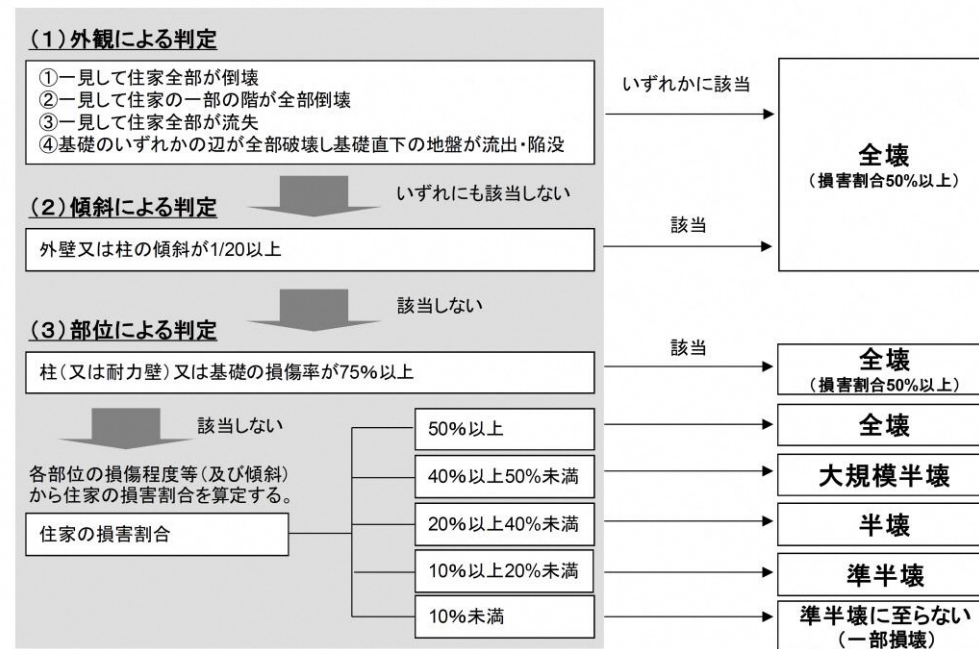 (1)外観による判定
①一見して住家全部が倒壊
②一見して住家の一部の階が全部倒壊
③一見して住家全部が流失
④基礎のいずれかの辺が全部破壊し基礎直下の地盤が流出・陥没
いずれかに該当
全壊
(損害割合50%以上)
いずれにも該当しない
(2)傾斜による判定
外壁又は柱の傾斜が1/20以上
該当
該当しない
(3)部位による判定
柱(又は耐力壁)又は基礎の損傷率が75%以上
該当
全壊
(損害割合50%以上)
該当しない
各部位の損傷程度等(及び傾斜)
から住家の損害割合を算定する。
住家の損害割合
50%以上
全壊
40%以上50%未満
大規模半壊
20%以上40%未満
半壊
10%以上20%未満
準半壊
10%未満
準半壊に至らない
(一部損壊)